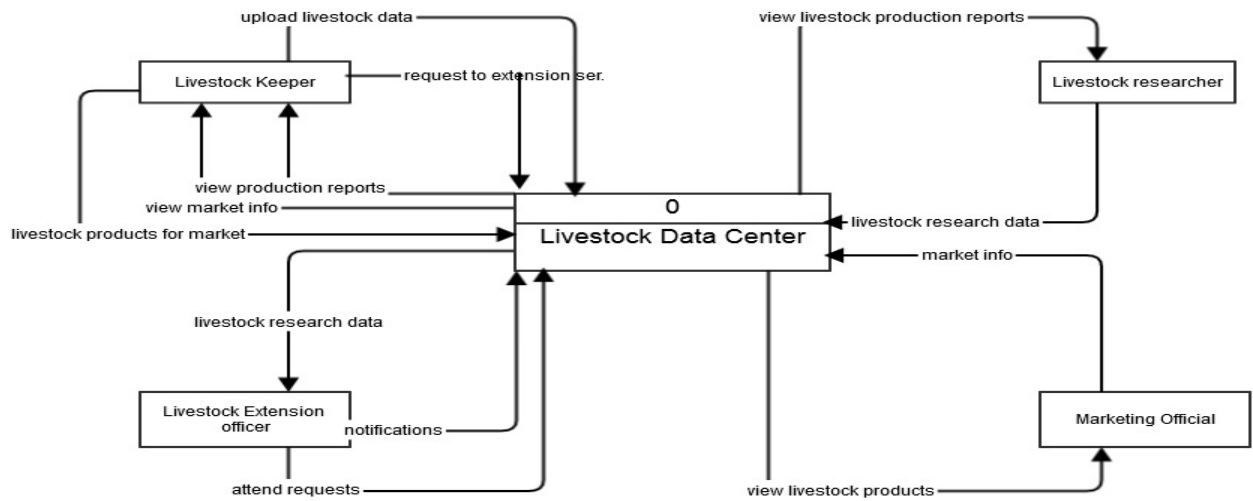 upload livestock data
view livestock production reports
Livestock Keeper
request to extension ser.
Livestock researcher
view production reports
view market info
0
livestock products for market
Livestock Data Center
livestock research data
market info
livestock research data
Livestock Extension
officer
notifications
Marketing Official
attend requests
view livestock products